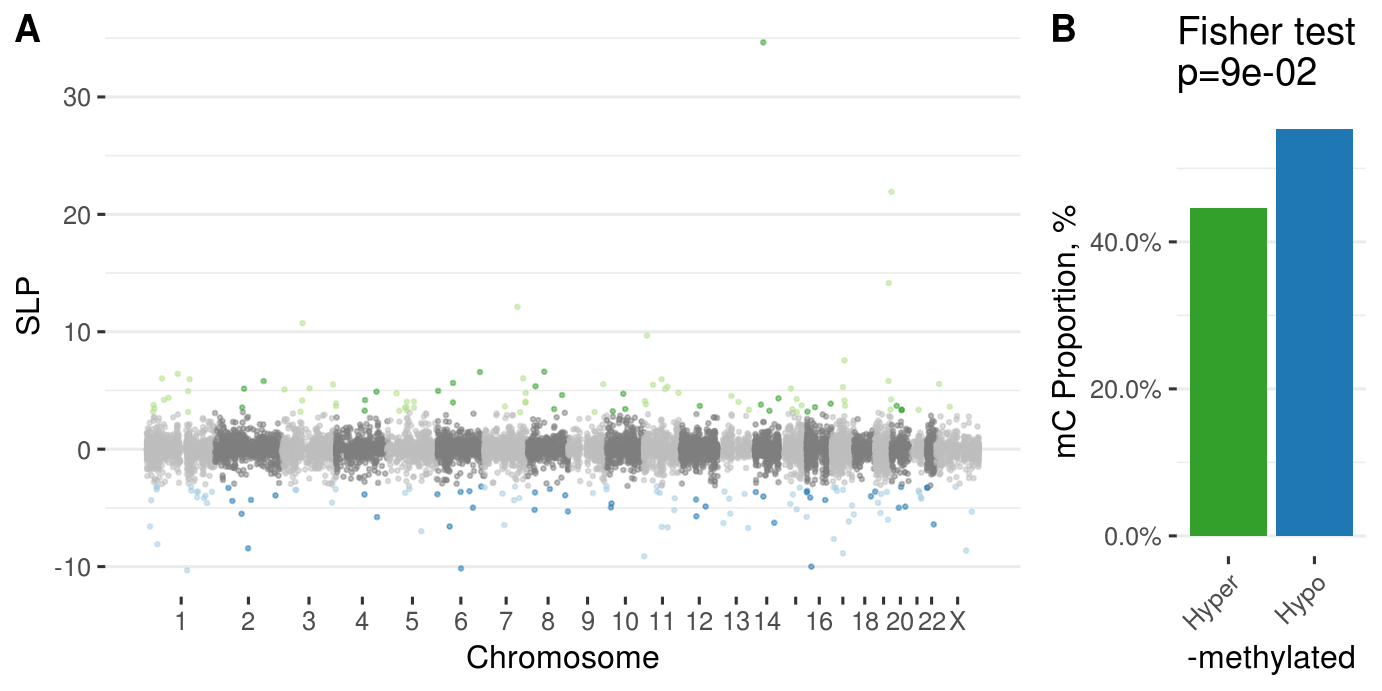 A
SLP
30
20
10
0
-10
1 2 3 4 5 6 7 8 9 10 11 12 13 14 16 18 20 22 X
Chromosome
B
Fisher test
p=9e-02
mC Proportion, %
40.0%
20.0%
0.0%
Hyper
Hypo
-methylated